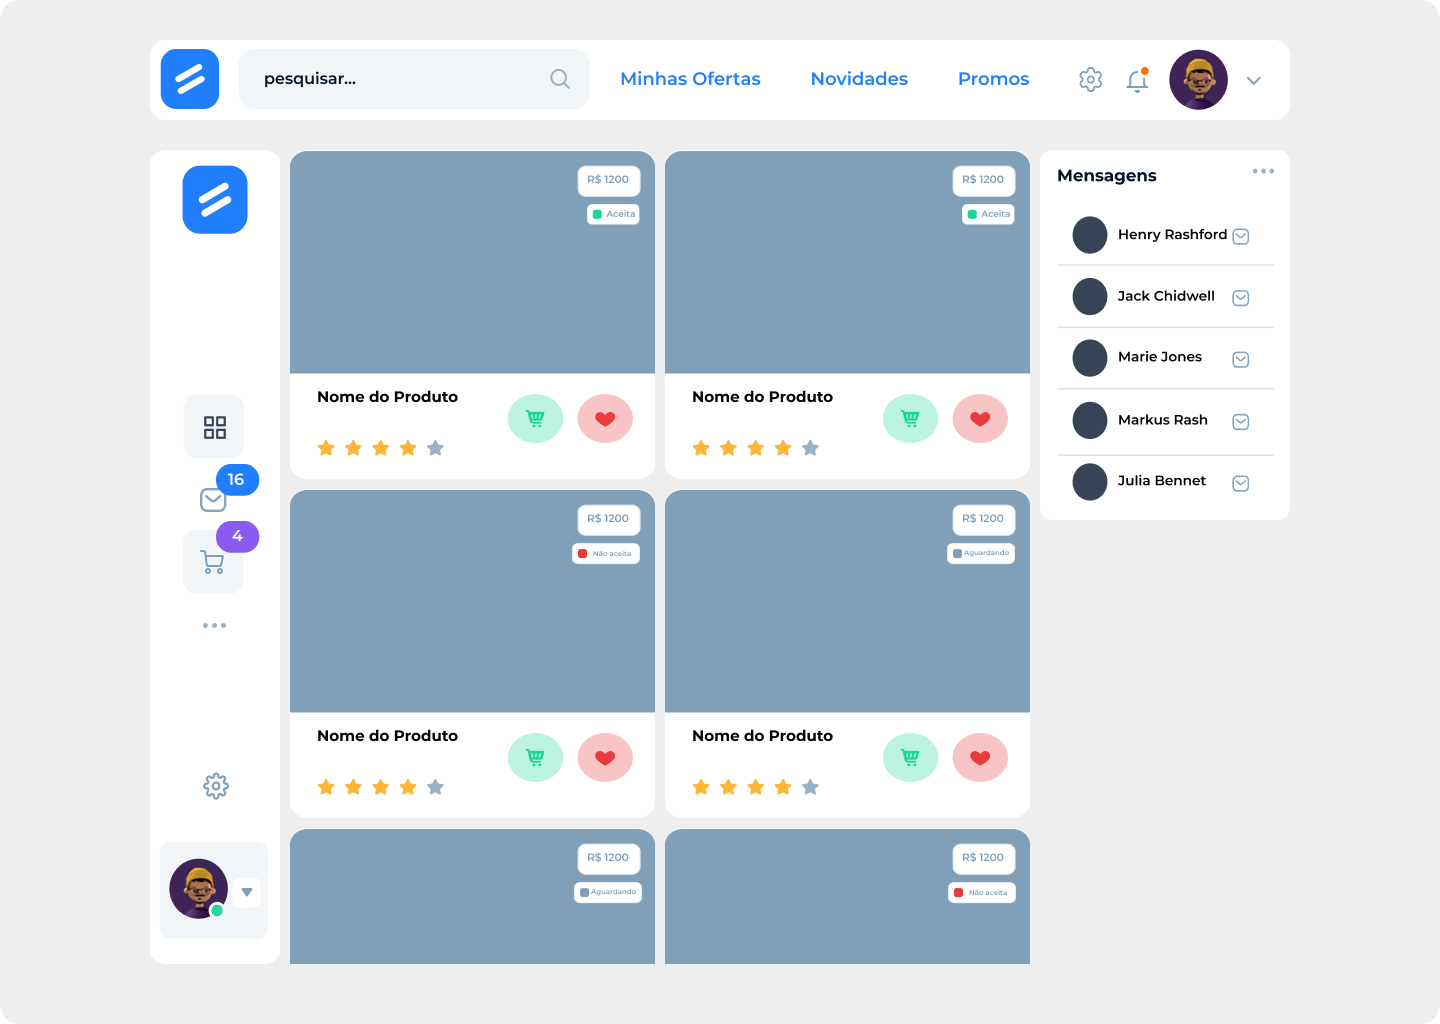 pesquisar...
Minhas Ofertas
Novidades
Promos
16
4
R$ 1200
Aceita
Nome do Produto
R$ 1200
Aceita
Nome do Produto
R$ 1200
Não aceita
Nome do Produto
R$ 1200
Aguardando
Nome do Produto
R$ 1200
Aguardando
R$ 1200
Não aceita
Mensagens
Henry Rashford
Jack Chidwell
Marie Jones
Markus Rash
Julia Bennet